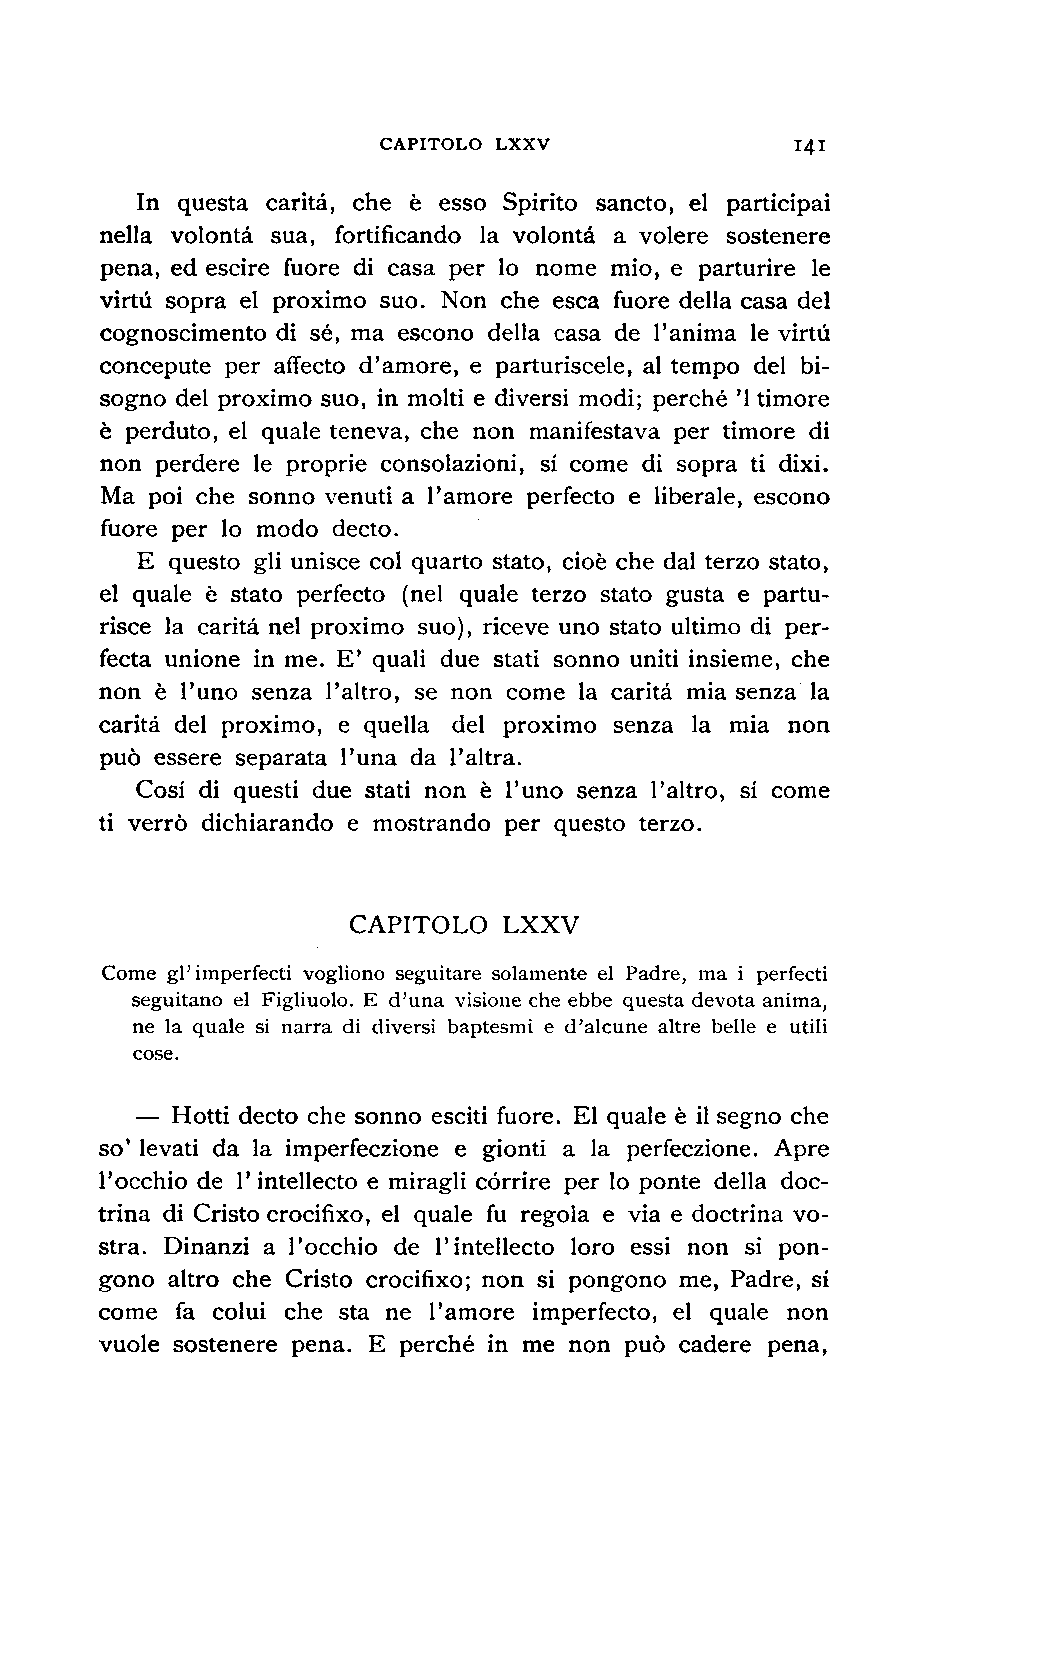 CAPITOLO LXXV 141
In questa caritá, che è esso Spirito sancto, el participai
nella volontá sua, fortificando la volontá a volere sostenere
pena, ed escire fuore di casa per lo nome mio, e parturire le
virtú sopra el proximo suo. Non che esca fuore della casa del
cognoscimento di sé, ma escono della casa de l'anima le virtú
concepute per affecto d'amore, e parturiscele, al tempo del bi-
sogno del proximo suo, in molti e diversi modi; perché 'l timore
è perduto, el quale teneva, che non manifestava per timore di
non perdere le proprie consolazioni, sí come di sopra ti dixi.
Ma poi che sonno venuti a l'amore perfecto e liberale, escono
fuore per lo modo decto.
E questo gli unisce col quarto stato, cioè che dal terzo stato,
el quale è stato perfecto (nel quale terzo stato gusta e partu-
risce la caritá nel proximo suo), riceve uno stato ultimo di per-
fecta unione in me. E' quali due stati sonno uniti insieme, che
non è l'uno senza l'altro, se non come la caritá mia senza la
caritá del proximo, e quella del proximo senza la mia non
può essere separata l'una da l'altra.
Cosí di questi due stati non è l'uno senza l'altro, sí come
ti verrò dichiarando e mostrando per questo terzo.
CAPITOLO LXXV
Come gl'imperfecti vogliono seguitare solamente el Padre, ma i perfecti
seguitano el Figliuolo. E d'una visione che ebbe questa devota anima,
ne la quale si narra di diversi baptesmi e d'alcune altre belle e utili
cose.
— Hotti decto che sonno esciti fuore. El quale è il segno che
so' levati da la imperfeczione e gionti a la perfeczione. Apre
l'occhio de l'intellecto e miragli córrire per lo ponte della doc-
trina di Cristo crocifixo, el quale fu regola e via e doctrina vo-
stra. Dinanzi a l'occhio de l'intellecto loro essi non si pon-
gono altro che Cristo crocifixo; non si pongono me, Padre, sí
come fa colui che sta ne l'amore imperfecto, el quale non
vuole sostenere pena. E perché in me non può cadere pena,